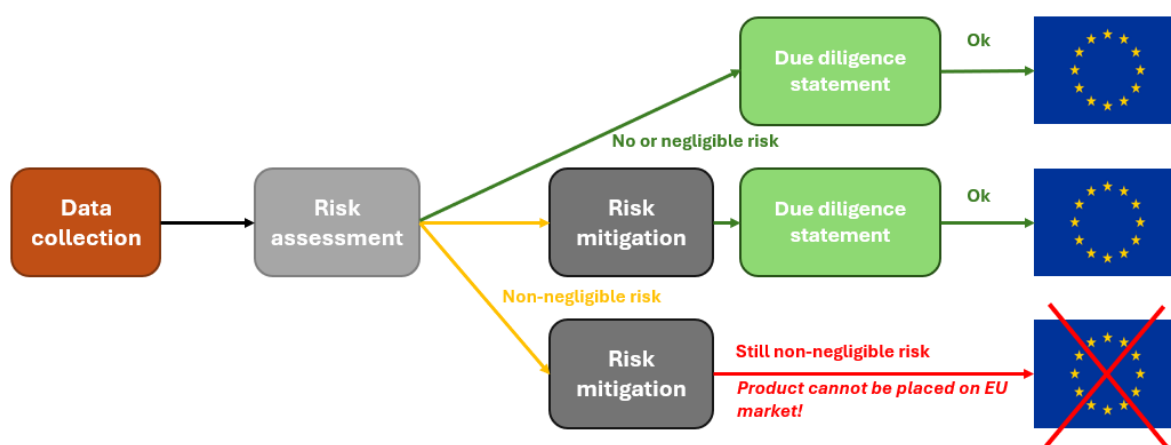 Ok
Due diligence
statement
No or negligible risk
Data
collection
Risk
assessment
Risk
mitigation
Due diligence
statement
Ok
Non-negligible risk
Risk
mitigation
Still non-negligible risk
Product cannot be placed on EU
market!